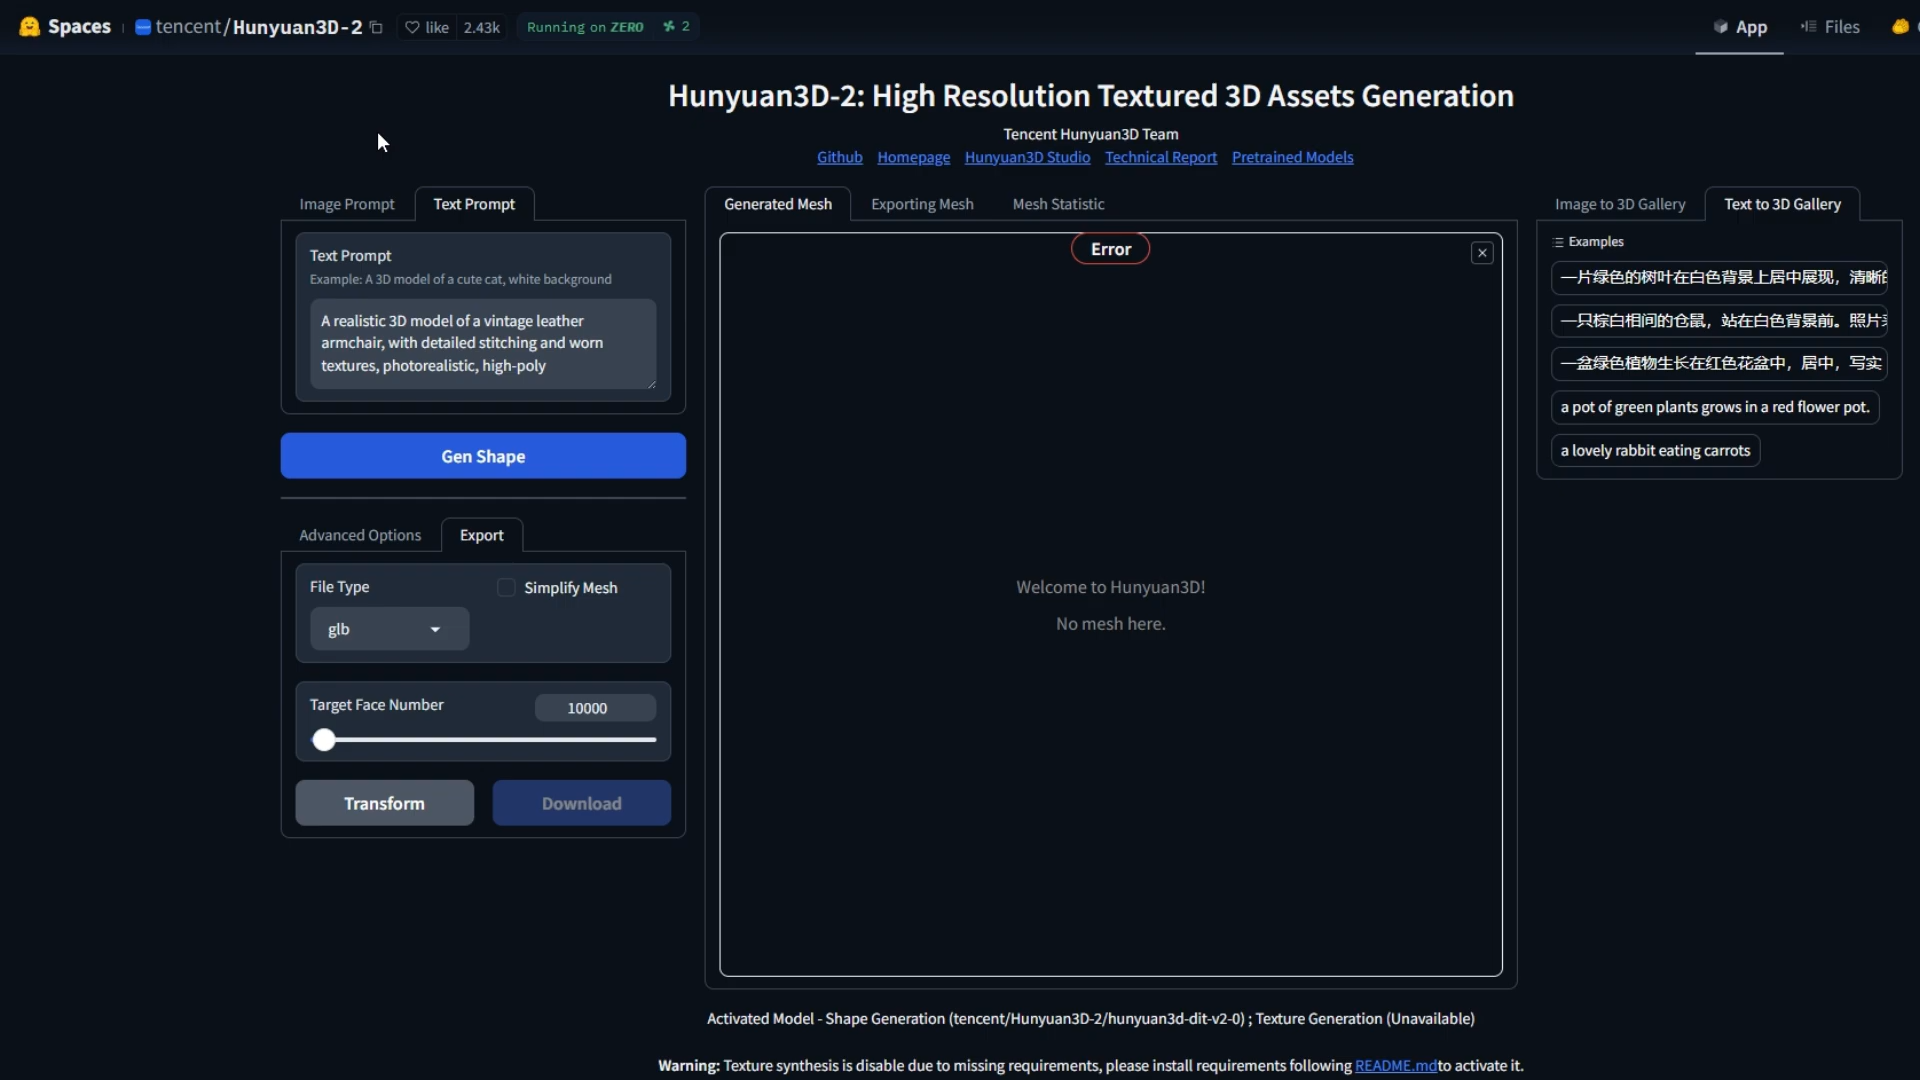 Spaces
tencent/Hunyuan3D-2
like 2.43k
Running on ZERO 2
App
Files
Hunyuan3D-2: High Resolution Textured 3D Assets Generation
Tencent Hunyuan3D Team
Github Homepage Hunyuan3D Studio Technical Report Pretrained Models
Image Prompt Text Prompt
Text Prompt
Example: A 3D model of a cute cat, white background
A realistic 3D model of a vintage leather
armchair, with detailed stitching and worn
textures, photorealistic, high-poly
Gen Shape
Advanced Options Export
File Type
Simplify Mesh
glb
Target Face Number
10000
Transform
Download
Generated Mesh Exporting Mesh Mesh Statistic
Error
Welcome to Hunyuan3D!
No mesh here.
Image to 3D Gallery Text to 3D Gallery
Examples
一片绿色的树叶在白色背景上居中展现，清晰
一只棕白相间的仓鼠，站在白色背景前。照片
一盆绿色植物生长在红色花盆中，居中，写实
a pot of green plants grows in a red flower pot.
a lovely rabbit eating carrots
Activated Model - Shape Generation (tencent/Hunyuan3D-2/hunyuan3d-dit-v2-0) ; Texture Generation (Unavailable)
Warning: Texture synthesis is disable due to missing requirements, please install requirements following README.mdto activate it.